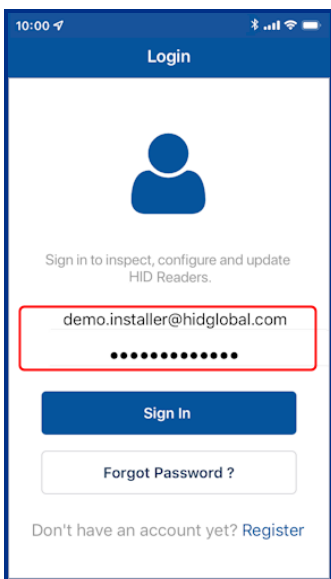 10:00
Login
Sign in to inspect, configure and update
HID Readers.
demo.installer@hidglobal.com
•••••••••••••
Sign In
Forgot Password ?
Don't have an account yet? Register